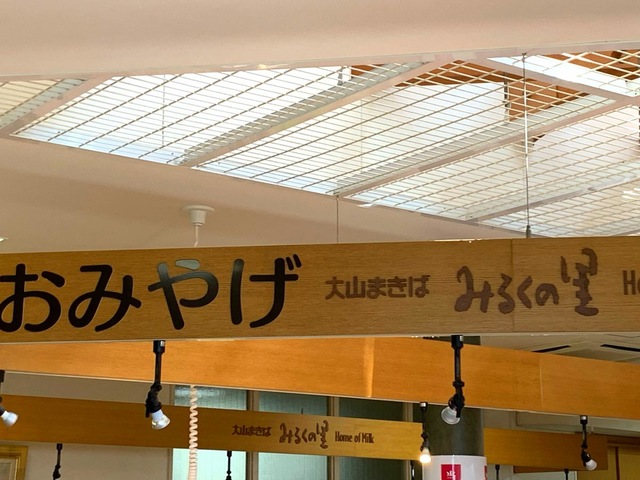 おみやげ 大山まきば みるくの里 Ho
大山まきば みるくの里 Home of Milk